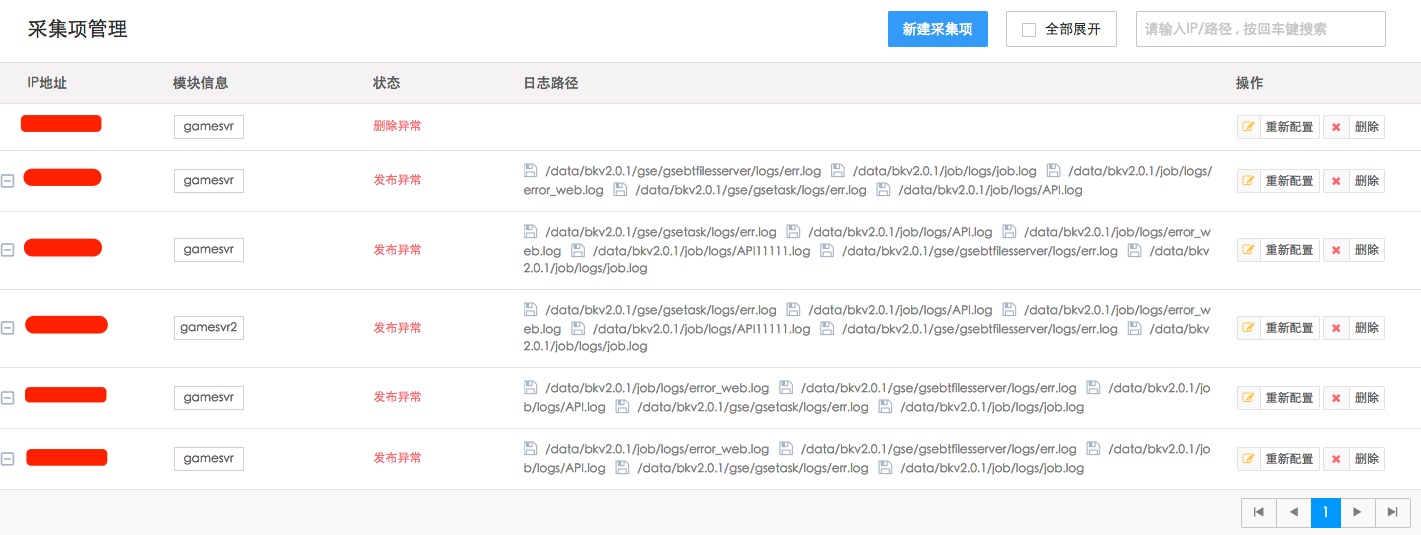 采集项管理 新建采集项 全部展开 请输入IP/路径，按回车键搜索
IP地址 模块信息 状态 日志路径 操作
gamesvr 删除异常 重新配置 删除
/data/bkv2.0.1/gse/gsebtfilesserver/logs/err.log /data/bkv2.0.1/job/logs/job.log /data/bkv2.0.1/job/logs/
gamesvr 发布异常 重新配置 删除
error_web.log /data/bkv2.0.1/gse/gsetask/logs/err.log /data/bkv2.0.1/job/logs/API.log
/data/bkv2.0.1/gse/gsetask/logs/err.log /data/bkv2.0.1/job/logs/API.log /data/bkv2.0.1/job/logs/error_w
gamesvr 发布异常 eb.log /data/bkv2.0.1/job/logs/API11111.log /data/bkv2.0.1/gse/gsebtfilesserver/logs/err.log /data/bkv 重新配置 删除
2.0.1/job/logs/job.log
/data/bkv2.0.1/gse/gsetask/logs/err.log /data/bkv2.0.1/job/logs/API.log /data/bkv2.0.1/job/logs/error_w
gamesvr2 发布异常 eb.log /data/bkv2.0.1/job/logs/API11111.log /data/bkv2.0.1/gse/gsebtfilesserver/logs/err.log /data/bkv 重新配置 删除
2.0.1/job/logs/job.log
/data/bkv2.0.1/job/logs/error_web.log /data/bkv2.0.1/gse/gsebtfilesserver/logs/err.log /data/bkv2.0.1/jo
gamesvr 发布异常 重新配置 删除
b/logs/API.log /data/bkv2.0.1/gse/gsetask/logs/err.log /data/bkv2.0.1/job/logs/job.log
/data/bkv2.0.1/job/logs/error_web.log /data/bkv2.0.1/gse/gsebtfilesserver/logs/err.log /data/bkv2.0.1/jo
gamesvr 发布异常 重新配置 删除
b/logs/API.log /data/bkv2.0.1/gse/gsetask/logs/err.log /data/bkv2.0.1/job/logs/job.log
1